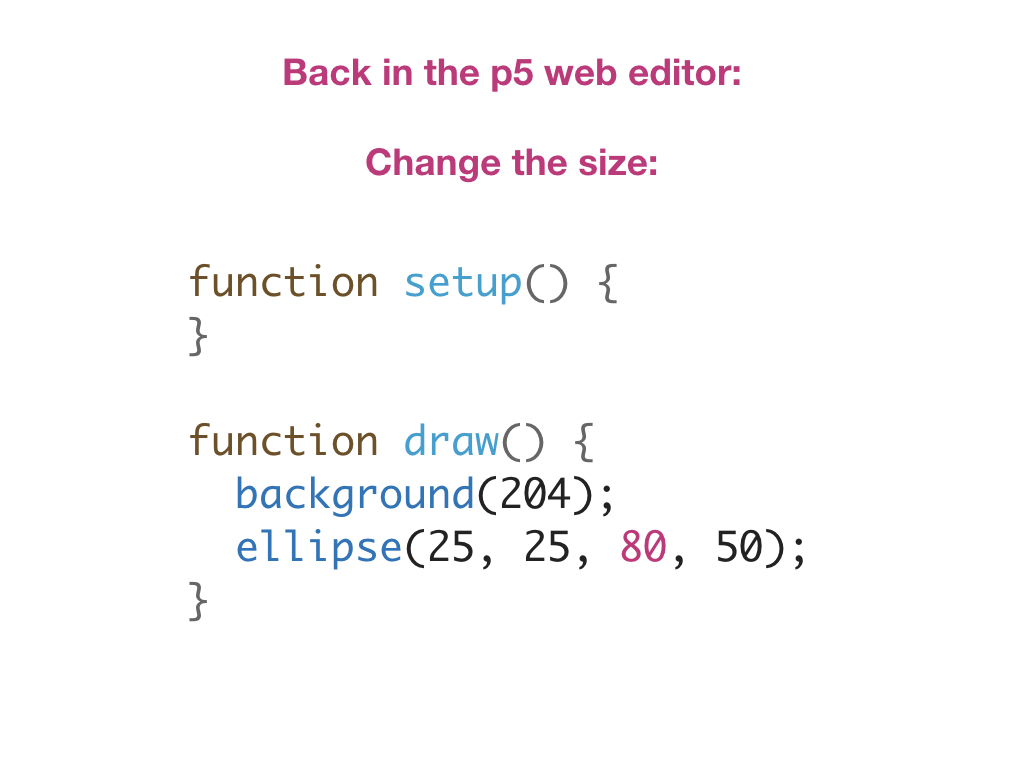 Back in the p5 web editor:
Change the size:
function setup() {
}
function draw() {
  background(204);
  ellipse(25, 25, 80, 50);
}